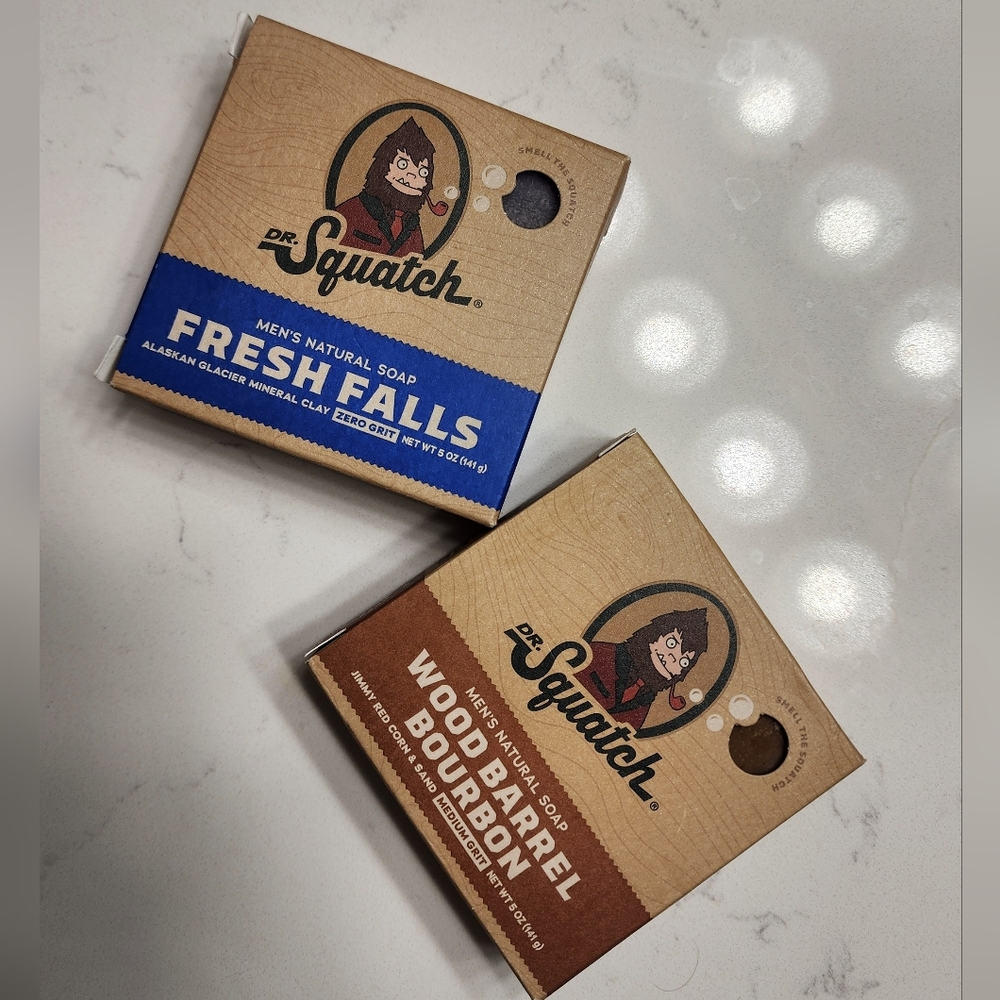 SMELL THE SQUATCH
DR. Squatch®
MEN'S NATURAL SOAP
FRESH FALLS
ALASKAN GLACIER MINERAL CLAY ZERO GRIT NET WT 5 OZ (141 g)
SMELL THE SQUATCH
DR. Squatch®
MEN'S NATURAL SOAP
WOOD BARREL
BOURBON
JIMMY RED CORN & SAND MEDIUM GRIT NET WT 5 OZ (141 g)